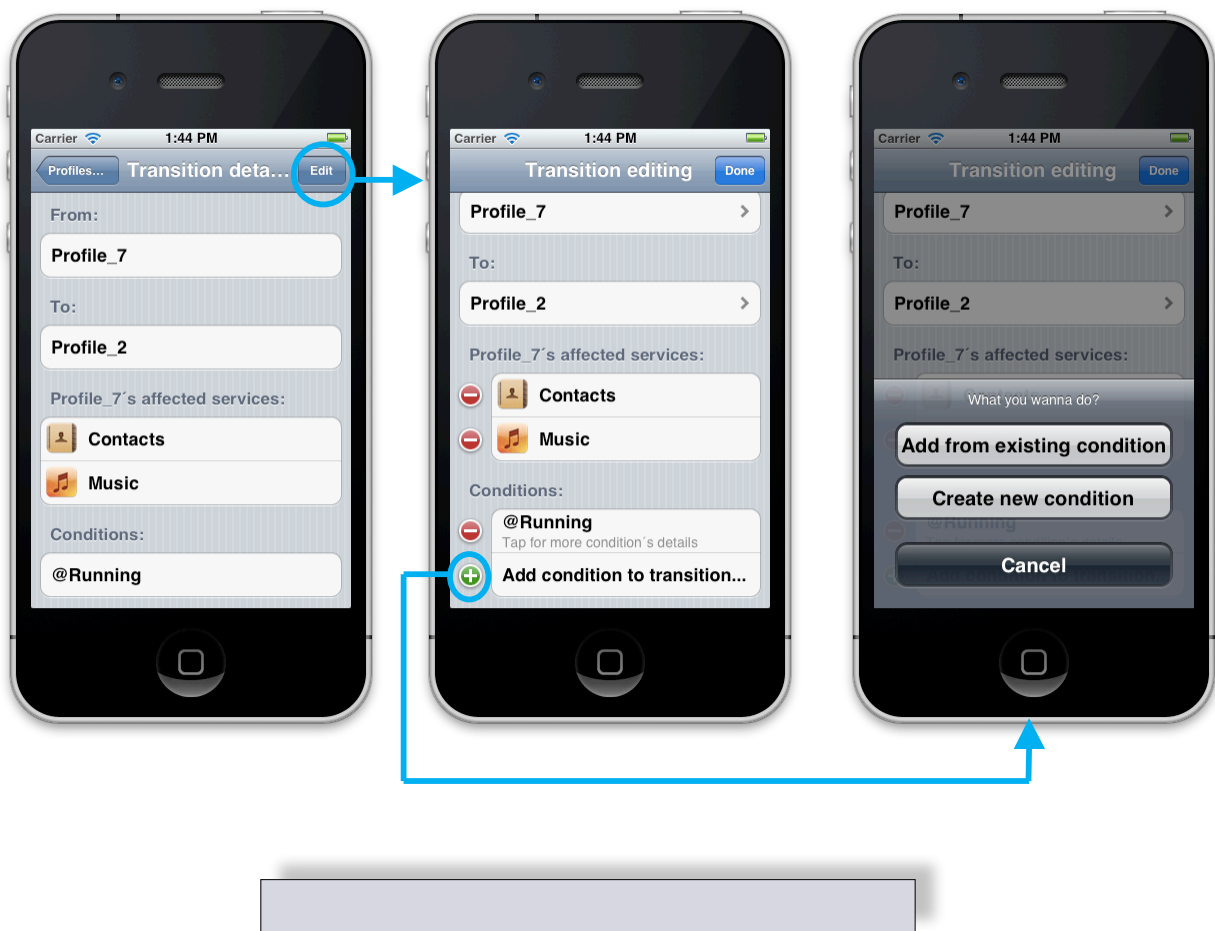 Carrier 1:44 PM
Profiles... Transition deta... Edit
From:
Profile_7
To:
Profile_2
Profile_7´s affected services:
Contacts
Music
Conditions:
@Running
Carrier 1:44 PM
Transition editing Done
Profile_7
To:
Profile_2
Profile_7´s affected services:
Contacts
Music
Conditions:
@Running
Tap for more condition´s details
Add condition to transition...
Carrier 1:44 PM
Transition editing Done
Profile_7
To:
Profile_2
Profile_7´s affected services:
What you wanna do?
Add from existing condition
Create new condition
@Running
Cancel